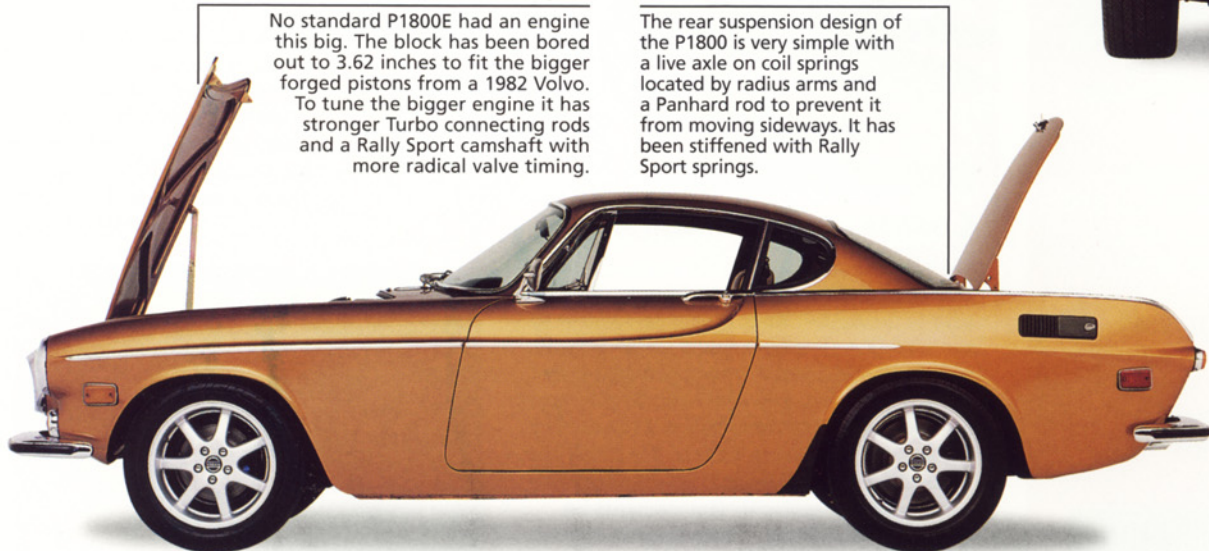 No standard P1800E had an engine
this big. The block has been bored
out to 3.62 inches to fit the bigger
forged pistons from a 1982 Volvo.
To tune the bigger engine it has
stronger Turbo connecting rods
and a Rally Sport camshaft with
more radical valve timing.
The rear suspension design of
the P1800 is very simple with
a live axle on coil springs
located by radius arms and
a Panhard rod to prevent it
from moving sideways. It has
been stiffened with Rally
Sport springs.